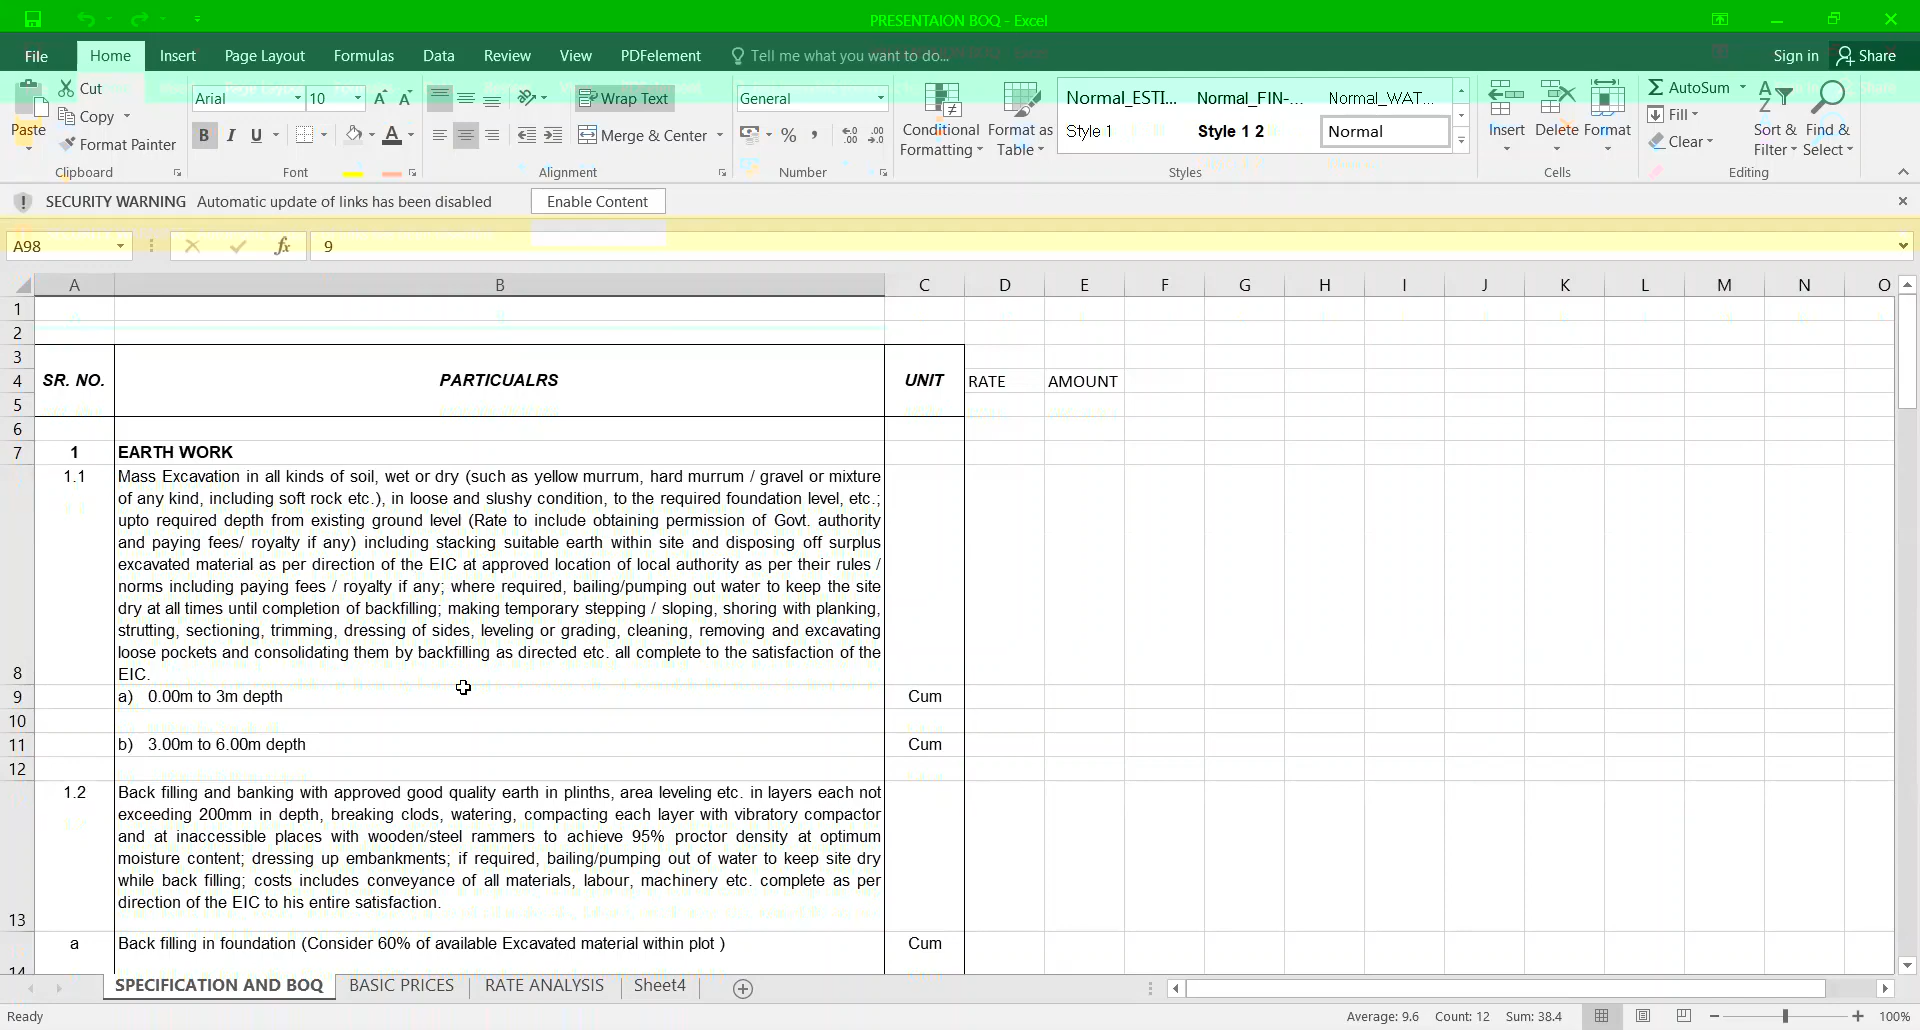 PRESENTAION BOQ - Excel
File Home Insert Page Layout Formulas Data Review View PDFelement Tell me what you want to do... Sign in Share
Paste Cut Copy Format Painter
Arial 10 A A
B I U A
Wrap Text
Merge & Center
General
% ,
Conditional Formatting
Format as Table
Normal_ESTI... Normal_FIN-... Normal_WAT...
Style 1 Style 1 2 Normal
Insert Delete Format
AutoSum
Fill
Clear
Sort & Filter
Find & Select
Clipboard Font Alignment Number Styles Cells Editing
SECURITY WARNING Automatic update of links has been disabled Enable Content
A98 fx 9
A B C D E F G H I J K L M N O
1
2
3
4 SR. NO. PARTICUALRS UNIT RATE AMOUNT
5
6
7 1 EARTH WORK
1.1 Mass Excavation in all kinds of soil, wet or dry (such as yellow murrum, hard murrum / gravel or mixture
of any kind, including soft rock etc.), in loose and slushy condition, to the required foundation level, etc.;
upto required depth from existing ground level (Rate to include obtaining permission of Govt. authority
and paying fees/ royalty if any) including stacking suitable earth within site and disposing off surplus
excavated material as per direction of the EIC at approved location of local authority as per their rules /
norms including paying fees / royalty if any; where required, bailing/pumping out water to keep the site
dry at all times until completion of backfilling; making temporary stepping / sloping, shoring with planking,
strutting, sectioning, trimming, dressing of sides, leveling or grading, cleaning, removing and excavating
loose pockets and consolidating them by backfilling as directed etc. all complete to the satisfaction of the
8 EIC.
9 a) 0.00m to 3m depth Cum
10
11 b) 3.00m to 6.00m depth Cum
12
1.2 Back filling and banking with approved good quality earth in plinths, area leveling etc. in layers each not
exceeding 200mm in depth, breaking clods, watering, compacting each layer with vibratory compactor
and at inaccessible places with wooden/steel rammers to achieve 95% proctor density at optimum
moisture content; dressing up embankments; if required, bailing/pumping out of water to keep site dry
while back filling; costs includes conveyance of all materials, labour, machinery etc. complete as per
direction of the EIC to his entire satisfaction.
13
a Back filling in foundation (Consider 60% of available Excavated material within plot ) Cum
14
SPECIFICATION AND BOQ BASIC PRICES RATE ANALYSIS Sheet4
Ready Average: 9.6 Count: 12 Sum: 38.4 100%